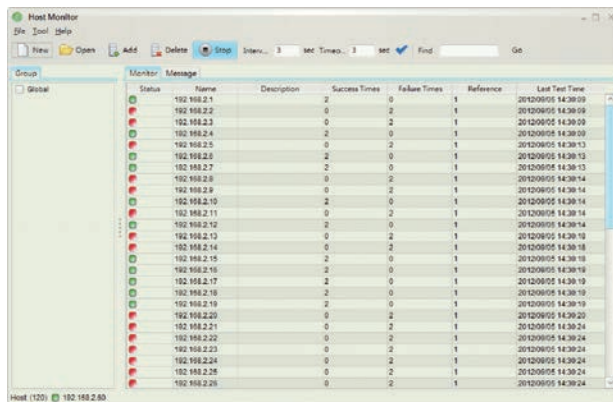 Host Monitor
File Tool Help
New Open Add Delete Stop Interv... 3 sec Timeo... 3 sec Find Go
Group Monitor Message
Global
Status Name Description Success Times Failure Times Reference Last Test Time
192.168.2.1 2 0 1 2012/09/05 14:39:09
192.168.2.2 0 2 1 2012/09/05 14:39:09
192.168.2.3 0 2 1 2012/09/05 14:39:09
192.168.2.4 2 0 1 2012/09/05 14:39:09
192.168.2.5 0 2 1 2012/09/05 14:39:13
192.168.2.6 2 0 1 2012/09/05 14:39:13
192.168.2.7 2 0 1 2012/09/05 14:39:13
192.168.2.8 0 2 1 2012/09/05 14:39:14
192.168.2.9 0 2 1 2012/09/05 14:39:14
192.168.2.10 2 0 1 2012/09/05 14:39:14
192.168.2.11 0 2 1 2012/09/05 14:39:14
192.168.2.12 2 0 1 2012/09/05 14:39:14
192.168.2.13 0 2 1 2012/09/05 14:39:18
192.168.2.14 0 2 1 2012/09/05 14:39:18
192.168.2.15 2 0 1 2012/09/05 14:39:18
192.168.2.16 2 0 1 2012/09/05 14:39:19
192.168.2.17 2 0 1 2012/09/05 14:39:19
192.168.2.18 2 0 1 2012/09/05 14:39:19
192.168.2.19 2 0 1 2012/09/05 14:39:19
192.168.2.20 0 2 1 2012/09/05 14:39:20
192.168.2.21 0 2 1 2012/09/05 14:39:24
192.168.2.22 0 2 1 2012/09/05 14:39:24
192.168.2.23 0 2 1 2012/09/05 14:39:24
192.168.2.24 0 2 1 2012/09/05 14:39:24
192.168.2.25 0 2 1 2012/09/05 14:39:24
192.168.2.26 0 2 1 2012/09/05 14:39:24
Host (120) 192.168.2.60